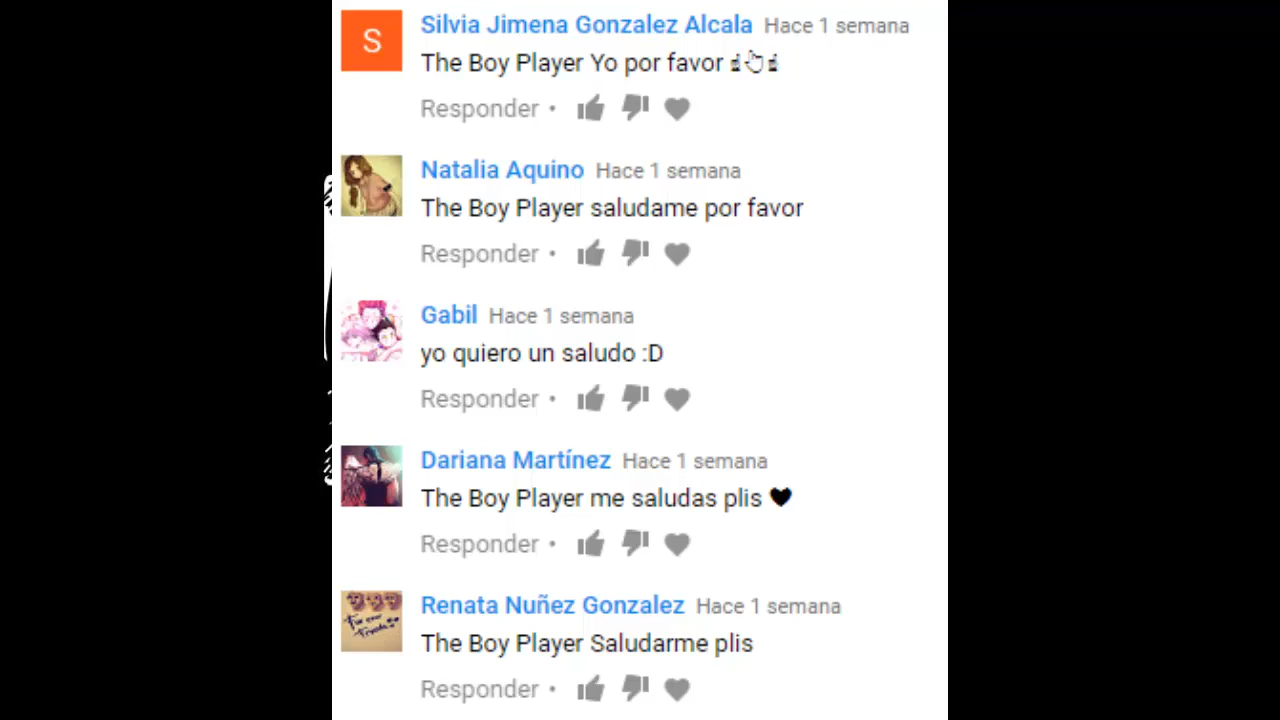 S
Silvia Jimena Gonzalez Alcala Hace 1 semana
The Boy Player Yo por favor
Responder •
Natalia Aquino Hace 1 semana
The Boy Player saludame por favor
Responder •
Gabil Hace 1 semana
yo quiero un saludo :D
Responder •
Dariana Martínez Hace 1 semana
The Boy Player me saludas plis ♥
Responder •
Renata Nuñez Gonzalez Hace 1 semana
The Boy Player Saludarme plis
Responder •